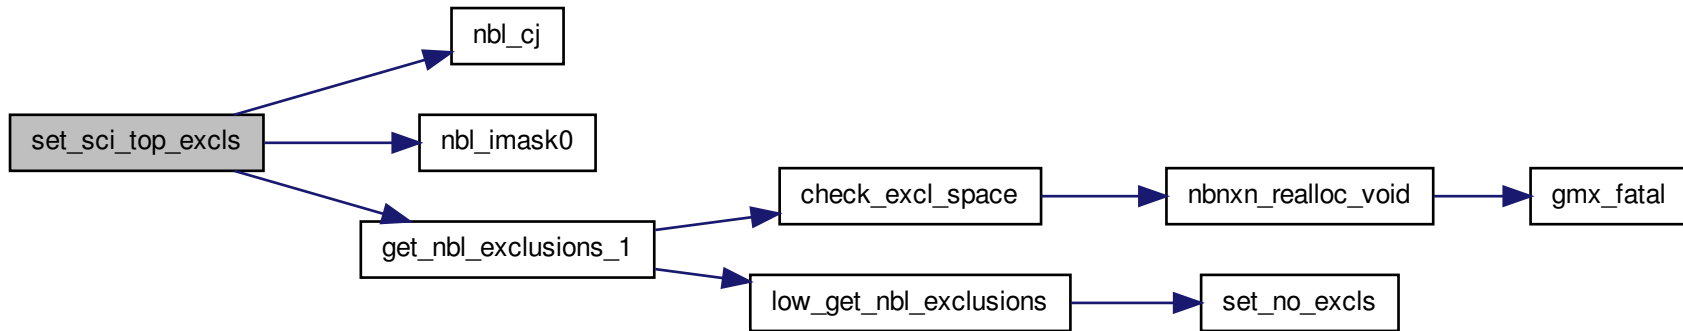 nbl_cj
set_sci_top_excls
nbl_imask0
check_excl_space
nbnxn_realloc_void
gmx_fatal
get_nbl_exclusions_1
low_get_nbl_exclusions
set_no_excls